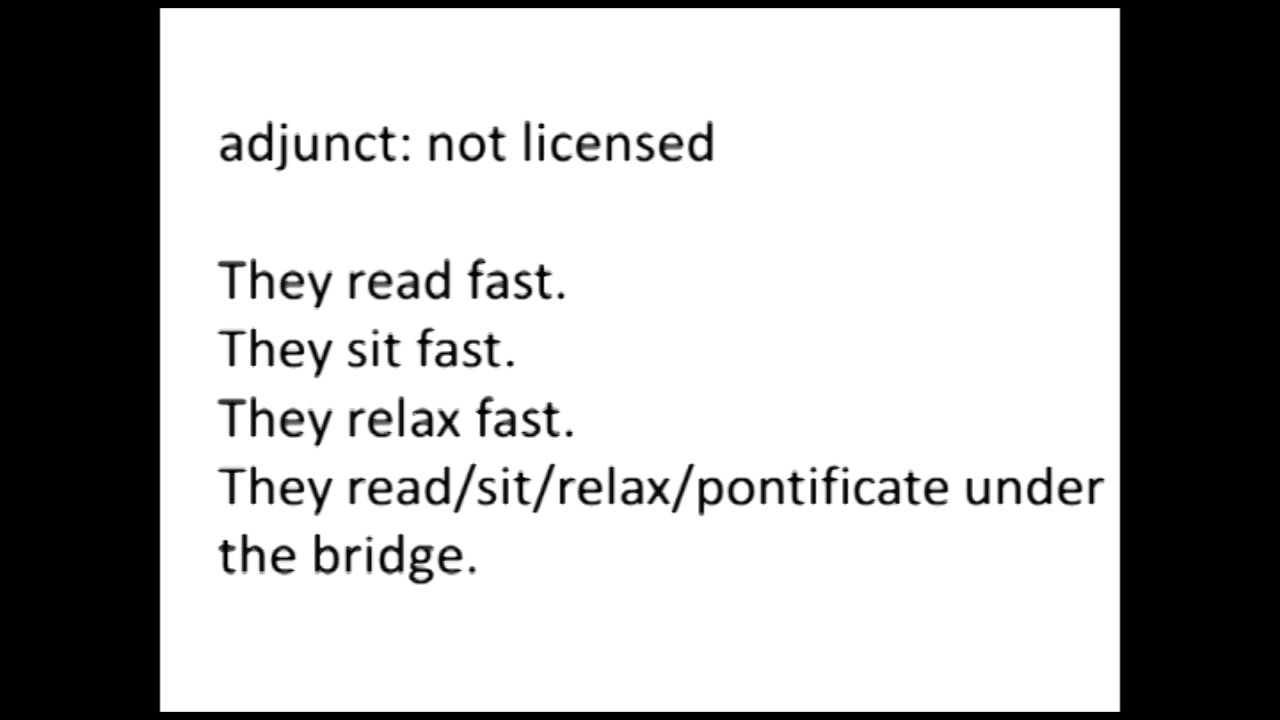 adjunct: not licensed
They read fast.
They sit fast.
They relax fast.
They read/sit/relax/pontificate under
the bridge.